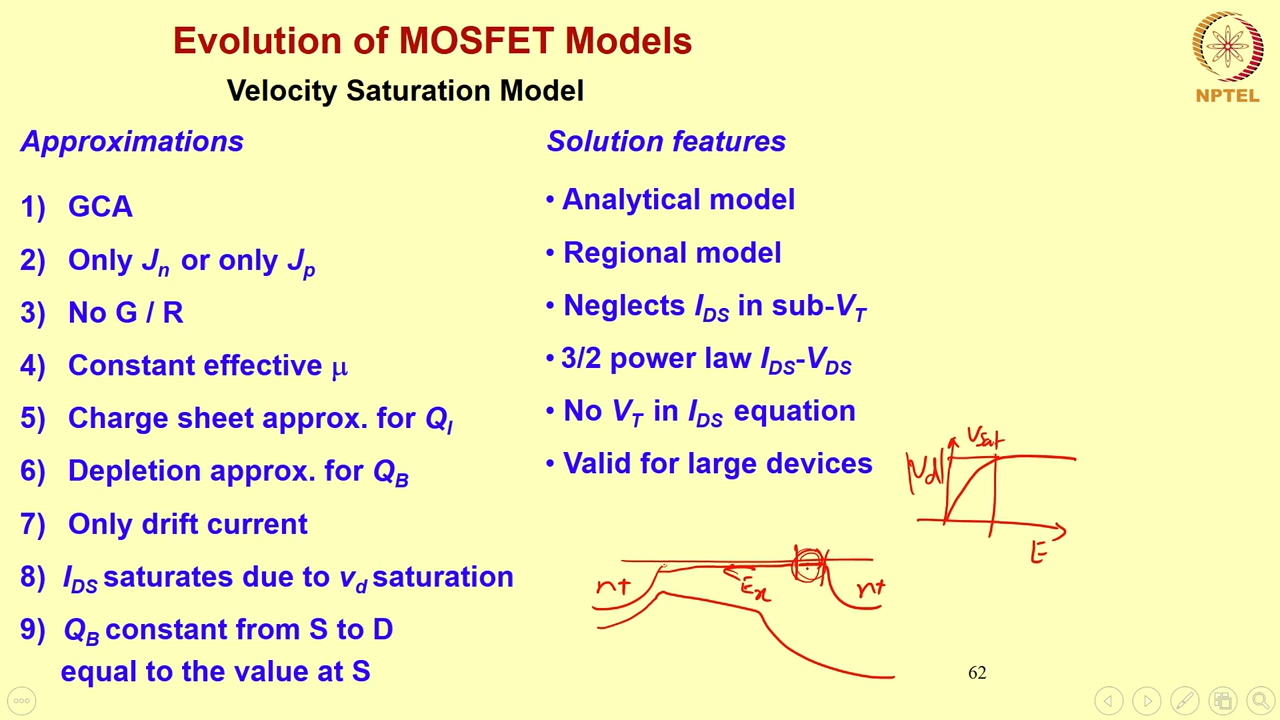 Evolution of MOSFET Models
Velocity Saturation Model
NPTEL
Approximations
1) GCA
2) Only Jn or only Jp
3) No G / R
4) Constant effective μ
5) Charge sheet approx. for QI
6) Depletion approx. for QB
7) Only drift current
8) IDS saturates due to vd saturation
9) QB constant from S to D
equal to the value at S
Solution features
• Analytical model
• Regional model
• Neglects IDS in sub-VT
• 3/2 power law IDS-VDS
• No VT in IDS equation
• Valid for large devices
Vsat
|Vd|
E
n+
Ex
n+
62